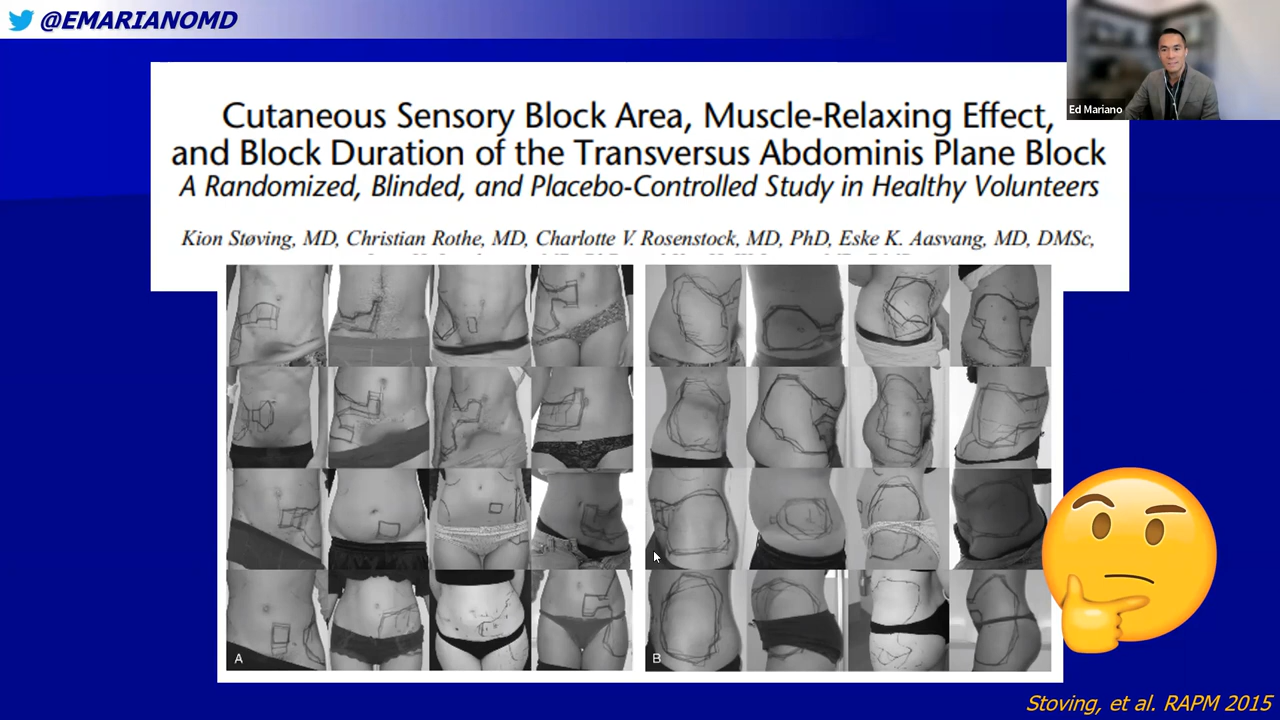 @EMARIANOMD
Ed Mariano
Cutaneous Sensory Block Area, Muscle-Relaxing Effect,
and Block Duration of the Transversus Abdominis Plane Block
A Randomized, Blinded, and Placebo-Controlled Study in Healthy Volunteers
Kion Støving, MD, Christian Rothe, MD, Charlotte V. Rosenstock, MD, PhD, Eske K. Aasvang, MD, DMSc,
A
B
Stoving, et al. RAPM 2015